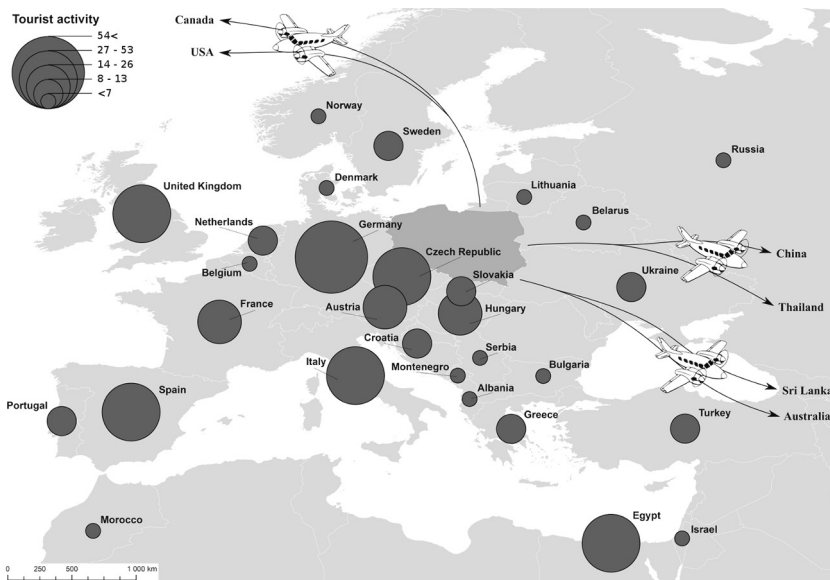 Tourist activity
54<
27 - 53
14 - 26
8 - 13
<7
Canada
USA
Norway
Sweden
Russia
United Kingdom
Denmark
Lithuania
Belarus
Netherlands
Germany
Belgium
Czech Republic
China
Slovakia
Ukraine
France
Austria
Hungary
Thailand
Croatia
Serbia
Italy
Montenegro
Bulgaria
Albania
Sri Lanka
Spain
Portugal
Greece
Turkey
Australia
Morocco
Egypt
Israel
0 250 500 1 000 km